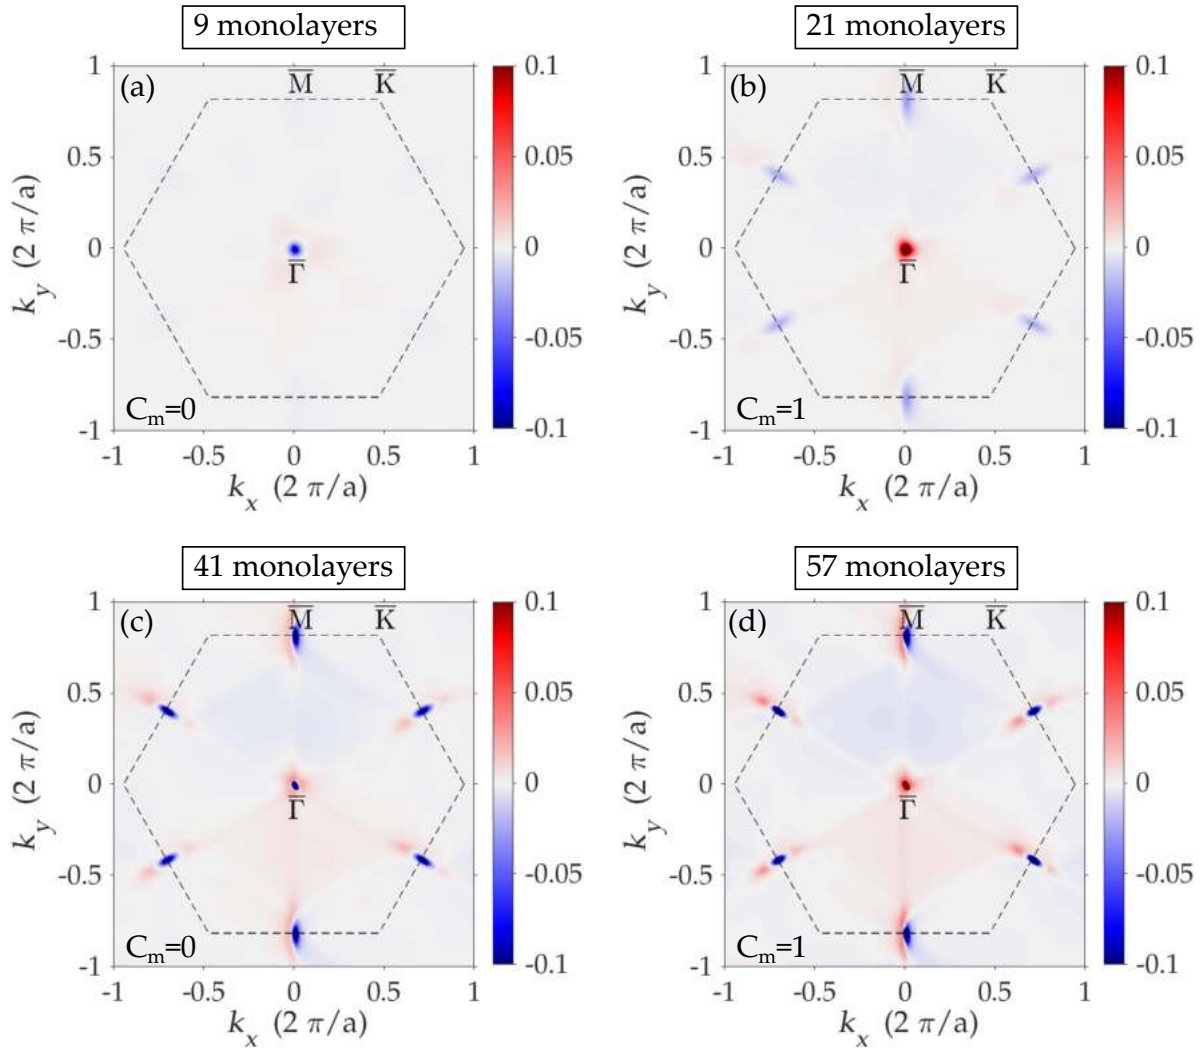 9 monolayers
21 monolayers
(a)
M̅
K̅
Γ̅
C_m=0
1
0.5
0
-0.5
-1
-1
-0.5
0
0.5
1
k_x (2 π/a)
k_y (2 π/a)
0.1
0.05
0
-0.05
-0.1
(b)
M̅
K̅
Γ̅
C_m=1
1
0.5
0
-0.5
-1
-1
-0.5
0
0.5
1
k_x (2 π/a)
k_y (2 π/a)
0.1
0.05
0
-0.05
-0.1
41 monolayers
57 monolayers
(c)
M̅
K̅
Γ̅
C_m=0
1
0.5
0
-0.5
-1
-1
-0.5
0
0.5
1
k_x (2 π/a)
k_y (2 π/a)
0.1
0.05
0
-0.05
-0.1
(d)
M̅
K̅
Γ̅
C_m=1
1
0.5
0
-0.5
-1
-1
-0.5
0
0.5
1
k_x (2 π/a)
k_y (2 π/a)
0.1
0.05
0
-0.05
-0.1